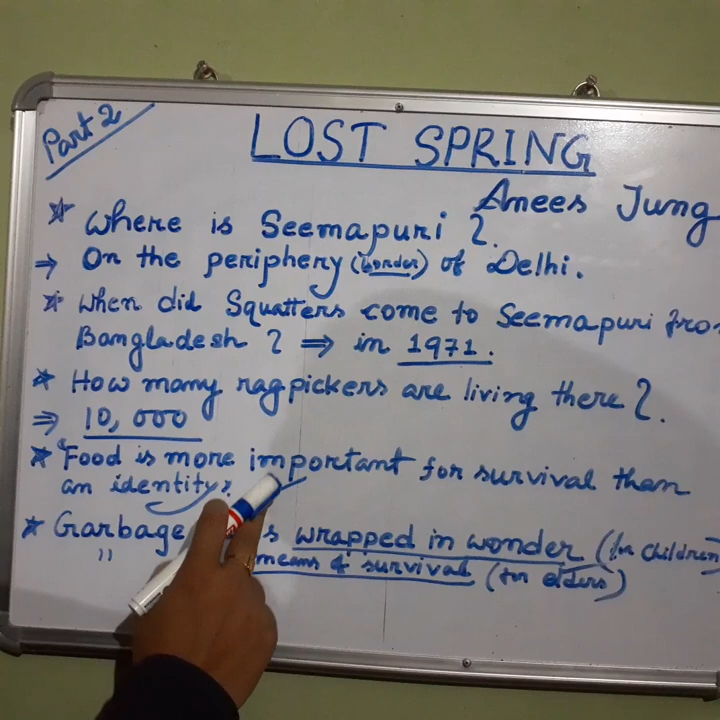 Part 2
LOST SPRING
Anees Jung
* Where is Seemapuri ?
⇒ On the periphery (border) of Delhi.
* When did Squatters come to Seemapuri fro
Bangladesh ? ⇒ in 1971.
* How many ragpickers are living there ?
⇒ 10,000
* "Food is more important for survival than
an identity"
* Garbage s wrapped in wonder (for children)
" means of survival (for elders)